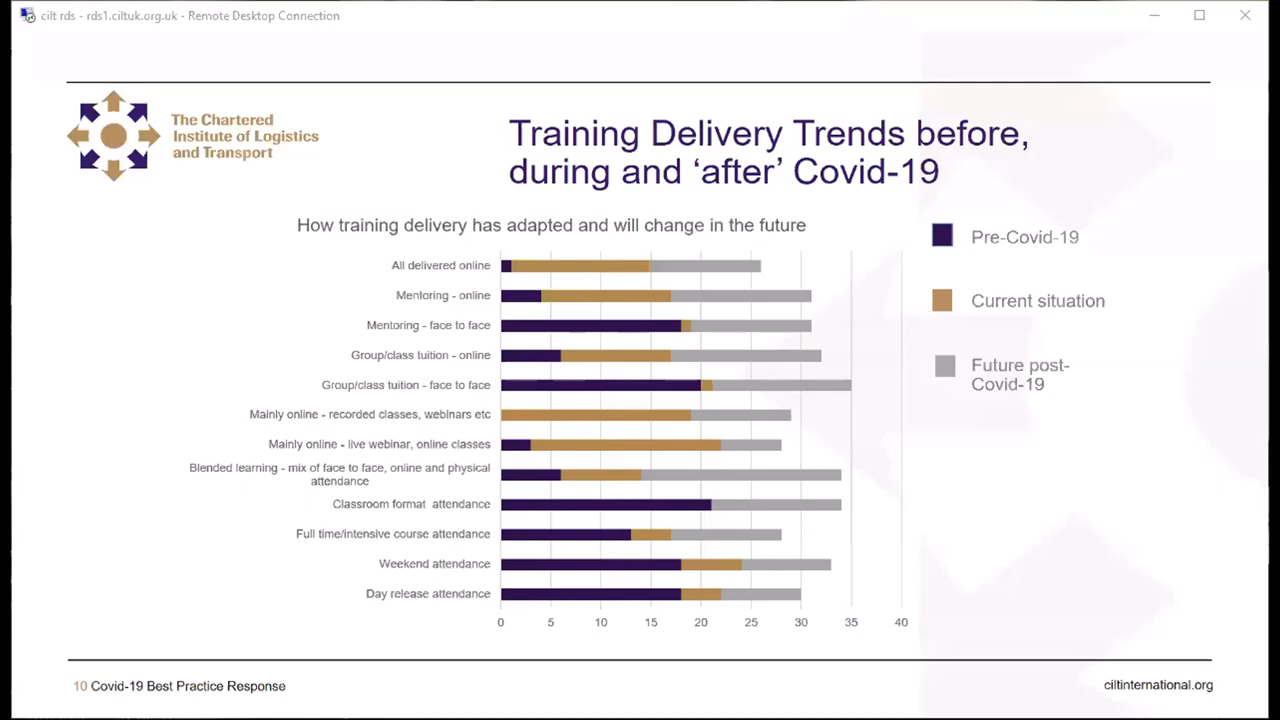 cilt rds - rds1.ciltuk.org.uk - Remote Desktop Connection
The Chartered
Institute of Logistics
and Transport
Training Delivery Trends before,
during and ‘after’ Covid-19
How training delivery has adapted and will change in the future
Pre-Covid-19
Current situation
Future post-
Covid-19
All delivered online
Mentoring - online
Mentoring - face to face
Group/class tuition - online
Group/class tuition - face to face
Mainly online - recorded classes, webinars etc
Mainly online - live webinar, online classes
Blended learning - mix of face to face, online and physical
attendance
Classroom format attendance
Full time/intensive course attendance
Weekend attendance
Day release attendance
0 5 10 15 20 25 30 35 40
10 Covid-19 Best Practice Response
ciltinternational.org